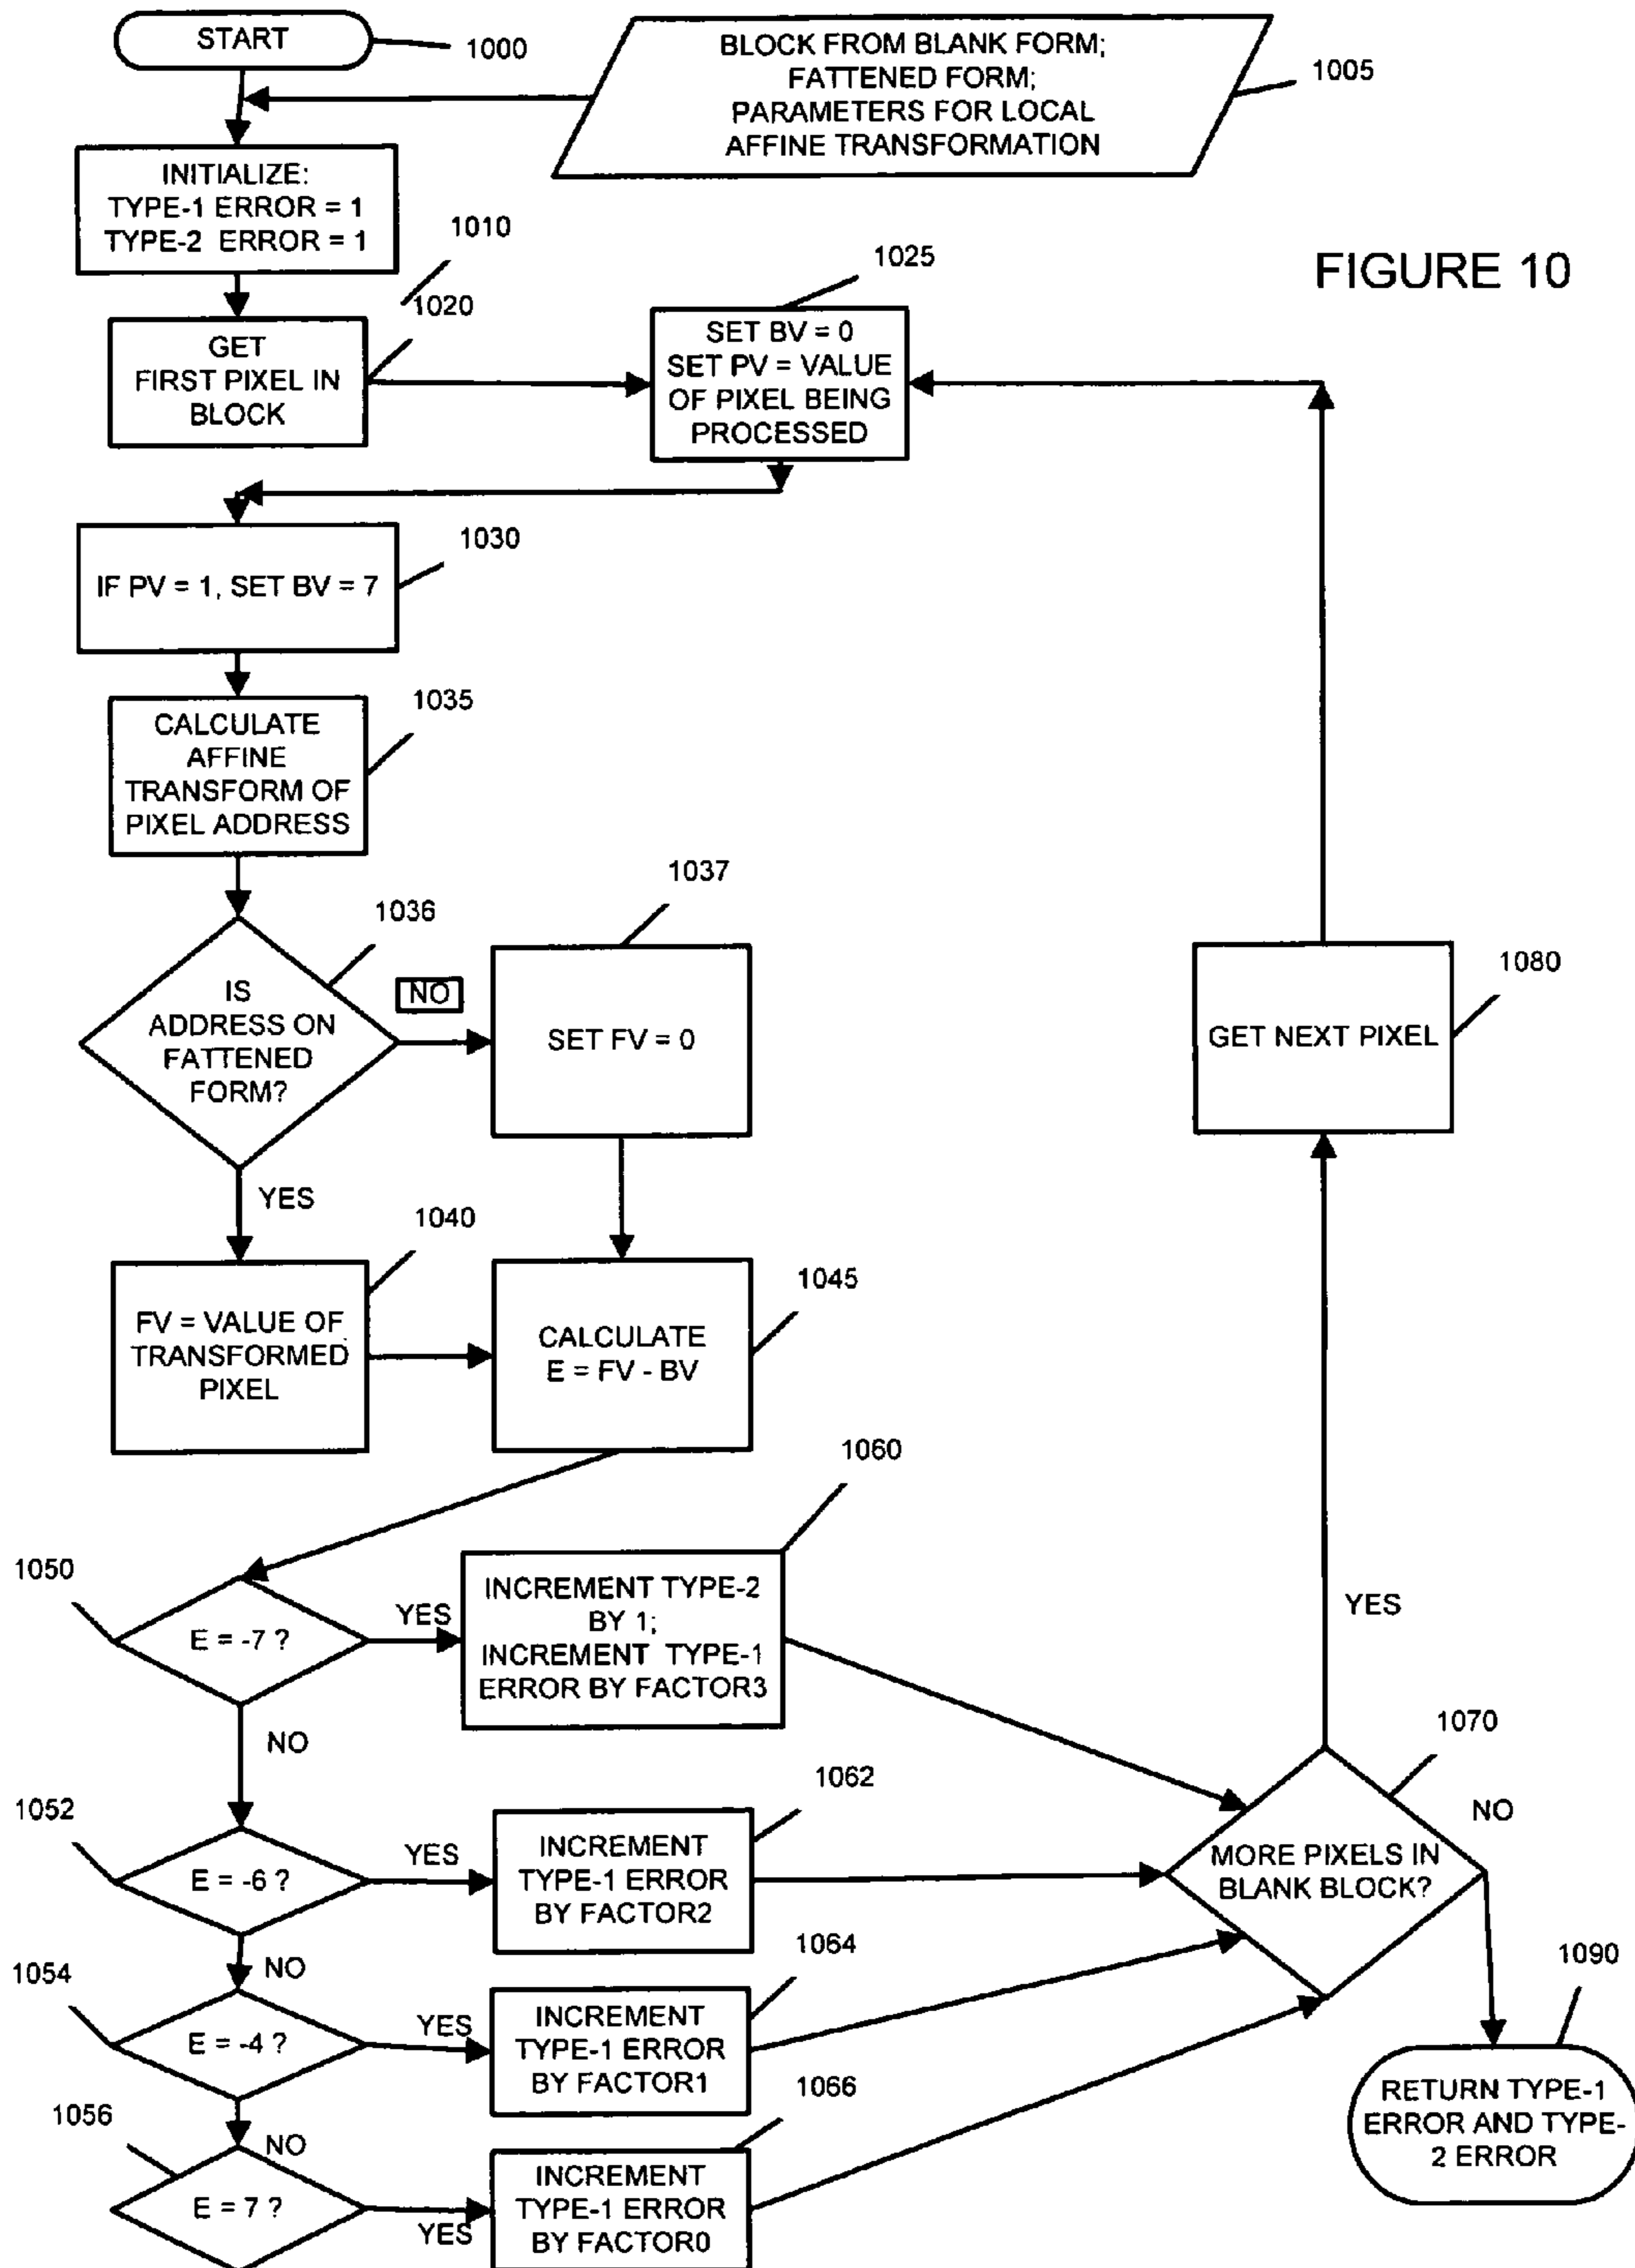 START
1000
BLOCK FROM BLANK FORM;
FATTENED FORM;
PARAMETERS FOR LOCAL
AFFINE TRANSFORMATION
1005
INITIALIZE:
TYPE-1 ERROR = 1
TYPE-2 ERROR = 1
1010
FIGURE 10
GET
FIRST PIXEL IN
BLOCK
1020
1025
SET BV = 0
SET PV = VALUE
OF PIXEL BEING
PROCESSED
1030
IF PV = 1, SET BV = 7
1035
CALCULATE
AFFINE
TRANSFORM OF
PIXEL ADDRESS
1036
IS
ADDRESS ON
FATTENED
FORM?
NO
1037
SET FV = 0
1080
GET NEXT PIXEL
YES
1040
FV = VALUE OF
TRANSFORMED
PIXEL
1045
CALCULATE
E = FV - BV
1050
E = -7 ?
YES
1060
INCREMENT TYPE-2
BY 1;
INCREMENT TYPE-1
ERROR BY FACTOR3
YES
NO
1052
E = -6 ?
YES
1062
INCREMENT
TYPE-1 ERROR
BY FACTOR2
1070
MORE PIXELS IN
BLANK BLOCK?
NO
NO
1054
E = -4 ?
YES
1064
INCREMENT
TYPE-1 ERROR
BY FACTOR1
1090
RETURN TYPE-1
ERROR AND TYPE-
2 ERROR
NO
1056
E = 7 ?
YES
1066
INCREMENT
TYPE-1 ERROR
BY FACTOR0